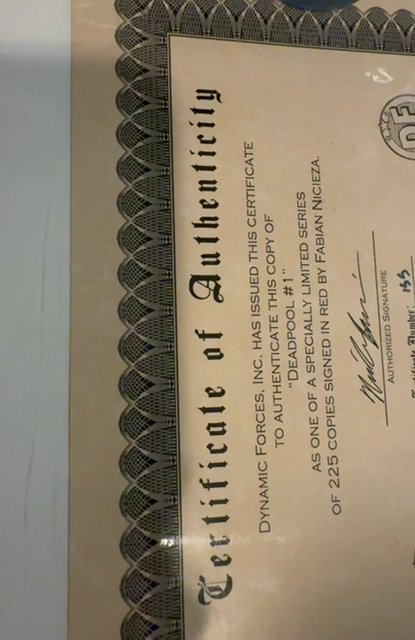 Certificate of Authenticity
DYNAMIC FORCES, INC. HAS ISSUED THIS CERTIFICATE
TO AUTHENTICATE THIS COPY OF
"DEADPOOL #1"
AS ONE OF A SPECIALLY LIMITED SERIES
OF 225 COPIES SIGNED IN RED BY FABIAN NICIEZA.
AUTHORIZED SIGNATURE
DF